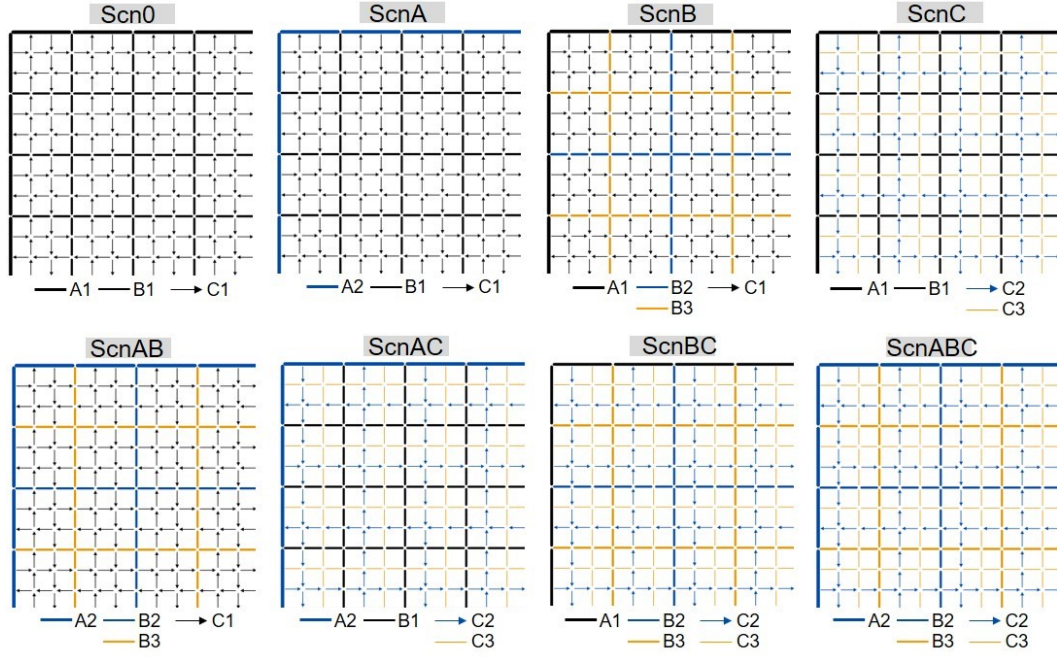 Scn0 ScnA ScnB ScnC
A1 B1 C1 A2 B1 C1 A1 B2 C1 A1 B1 C2
B3 C3
ScnAB ScnAC ScnBC ScnABC
A2 B2 C1 A2 B1 C2 A1 B2 C2 A2 B2 C2
B3 C3 B3 C3 B3 C3